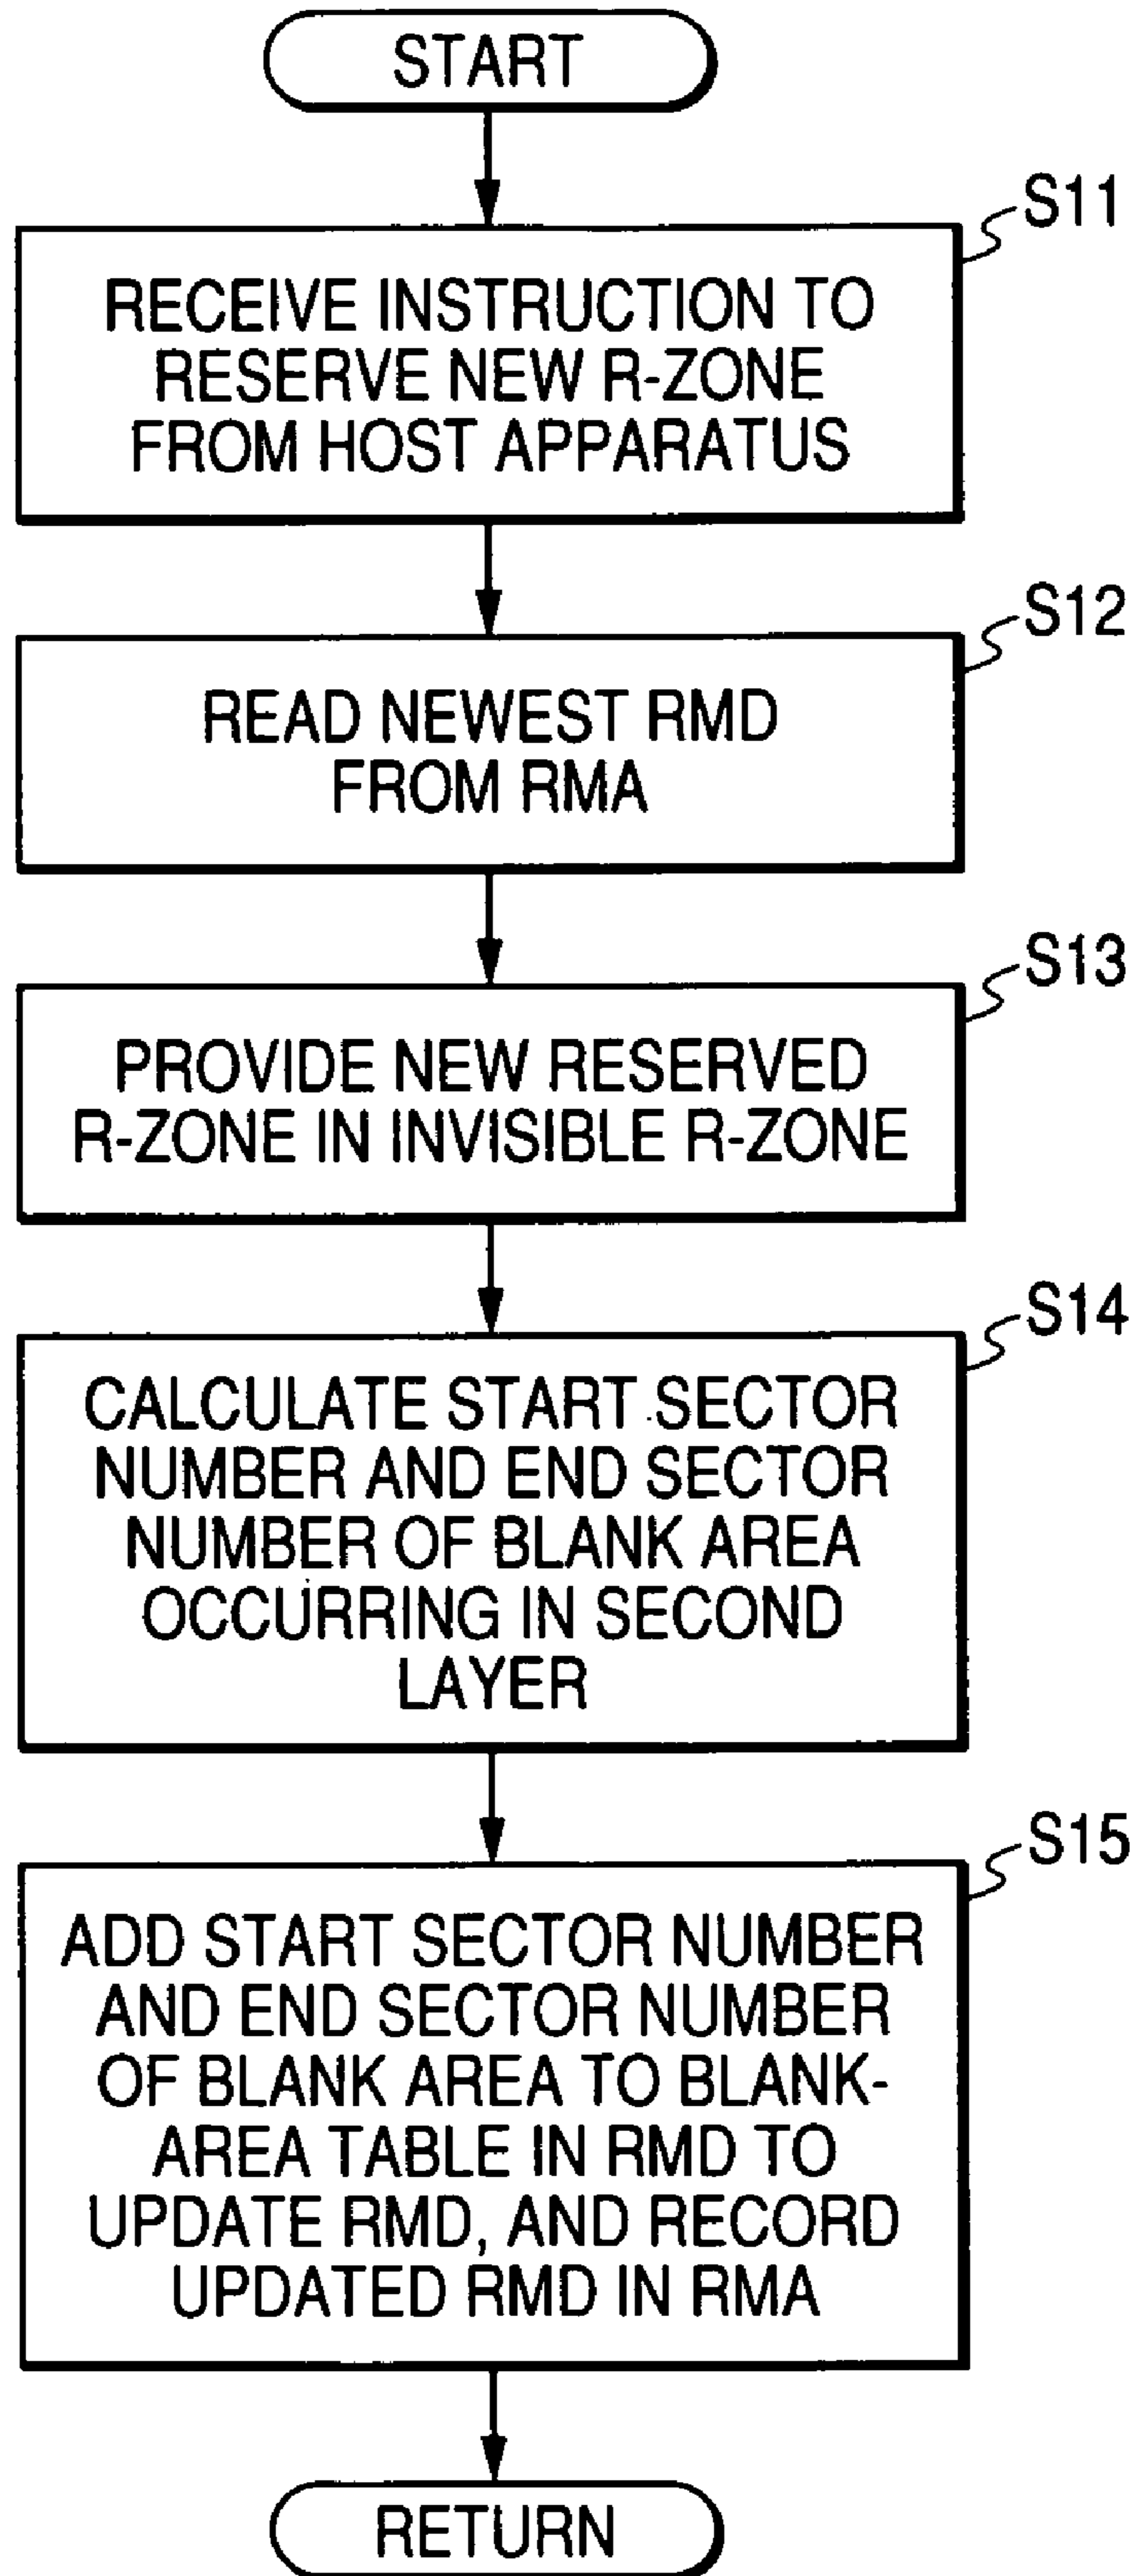 START
S11
RECEIVE INSTRUCTION TO
RESERVE NEW R-ZONE
FROM HOST APPARATUS
S12
READ NEWEST RMD
FROM RMA
S13
PROVIDE NEW RESERVED
R-ZONE IN INVISIBLE R-ZONE
S14
CALCULATE START SECTOR
NUMBER AND END SECTOR
NUMBER OF BLANK AREA
OCCURRING IN SECOND
LAYER
S15
ADD START SECTOR NUMBER
AND END SECTOR NUMBER
OF BLANK AREA TO BLANK-
AREA TABLE IN RMD TO
UPDATE RMD, AND RECORD
UPDATED RMD IN RMA
RETURN